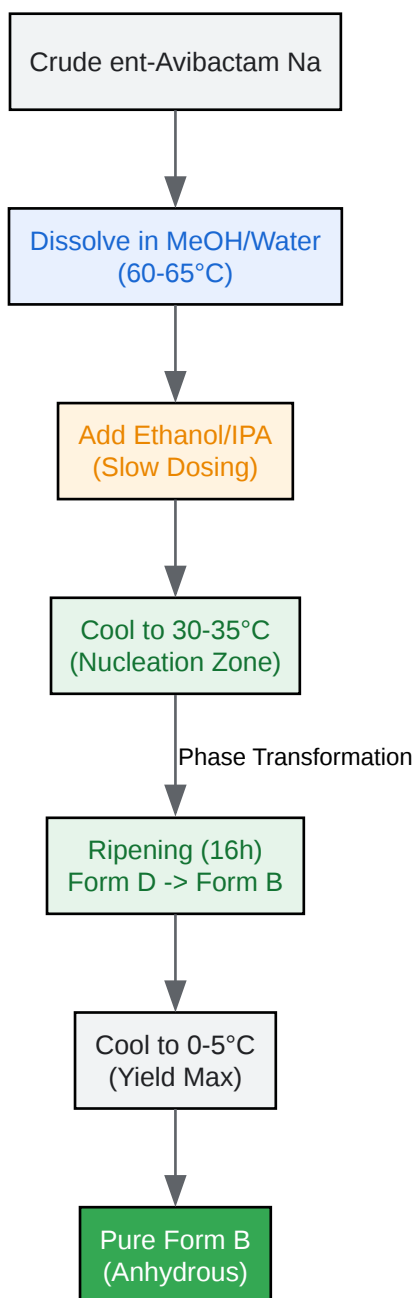 Crude ent-Avibactam Na
Dissolve in MeOH/Water
(60-65°C)
Add Ethanol/IPA
(Slow Dosing)
Cool to 30-35°C
(Nucleation Zone)
Phase Transformation
Ripening (16h)
Form D -> Form B
Cool to 0-5°C
(Yield Max)
Pure Form B
(Anhydrous)